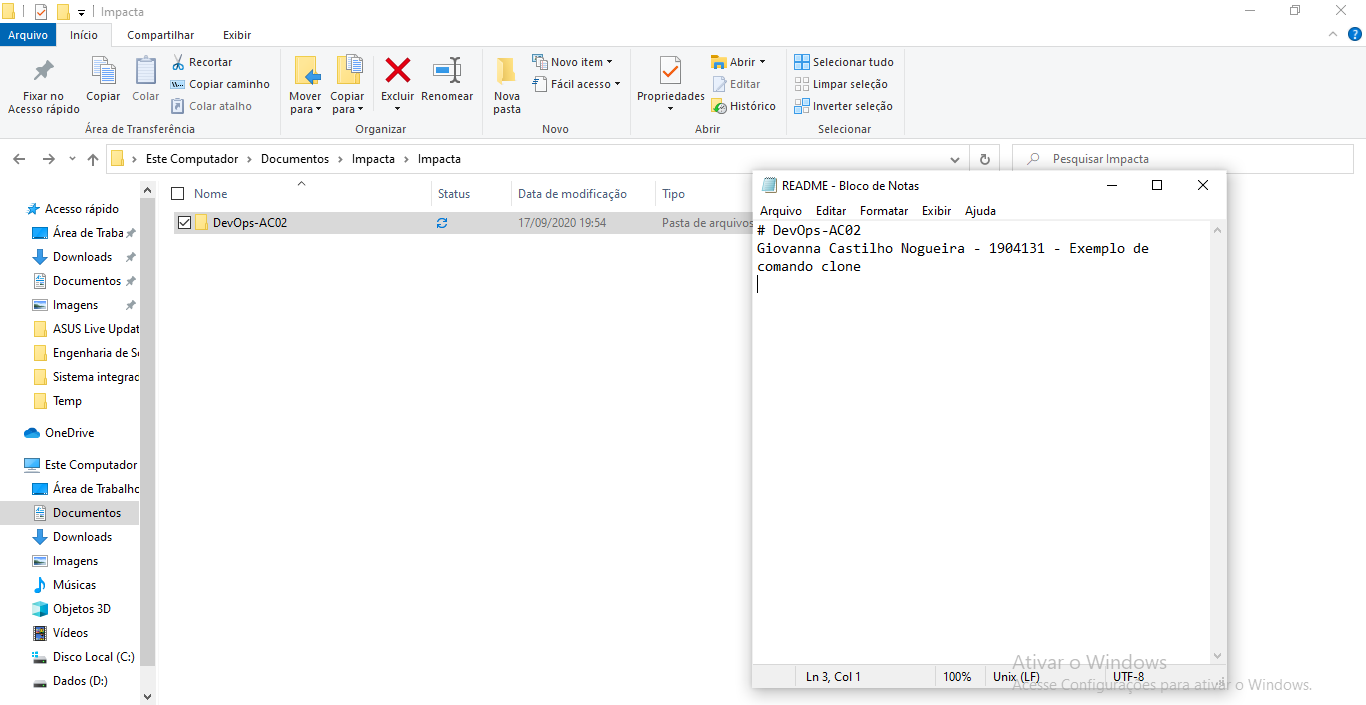 Impacta
Arquivo Início Compartilhar Exibir
Fixar no Acesso rápido
Copiar
Colar
Recortar
Copiar caminho
Colar atalho
Área de Transferência
Mover para
Copiar para
Excluir
Renomear
Organizar
Nova pasta
Novo item
Fácil acesso
Novo
Propriedades
Abrir
Editar
Histórico
Abrir
Selecionar tudo
Limpar seleção
Inverter seleção
Selecionar
Este Computador > Documentos > Impacta > Impacta
Pesquisar Impacta
Acesso rápido
Área de Traba
Downloads
Documentos
Imagens
ASUS Live Updat
Engenharia de S
Sistema integrad
Temp
OneDrive
Este Computador
Área de Trabalho
Documentos
Downloads
Imagens
Músicas
Objetos 3D
Vídeos
Disco Local (C:)
Dados (D:)
Nome Status Data de modificação Tipo
DevOps-AC02 17/09/2020 19:54 Pasta de arquivos
README - Bloco de Notas
Arquivo Editar Formatar Exibir Ajuda
# DevOps-AC02
Giovanna Castilho Nogueira - 1904131 - Exemplo de
comando clone
Ln 3, Col 1 100% Unix (LF) UTF-8
Ativar o Windows
Acesse Configurações para ativar o Windows.